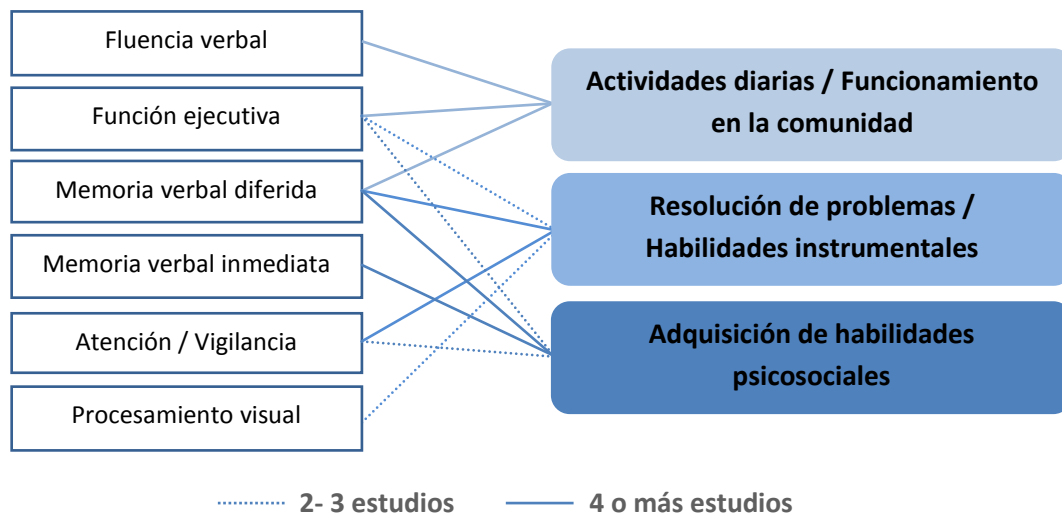 Fluencia verbal
Función ejecutiva
Memoria verbal diferida
Memoria verbal inmediata
Atención / Vigilancia
Procesamiento visual
Actividades diarias / Funcionamiento
en la comunidad
Resolución de problemas /
Habilidades instrumentales
Adquisición de habilidades
psicosociales
2- 3 estudios
4 o más estudios